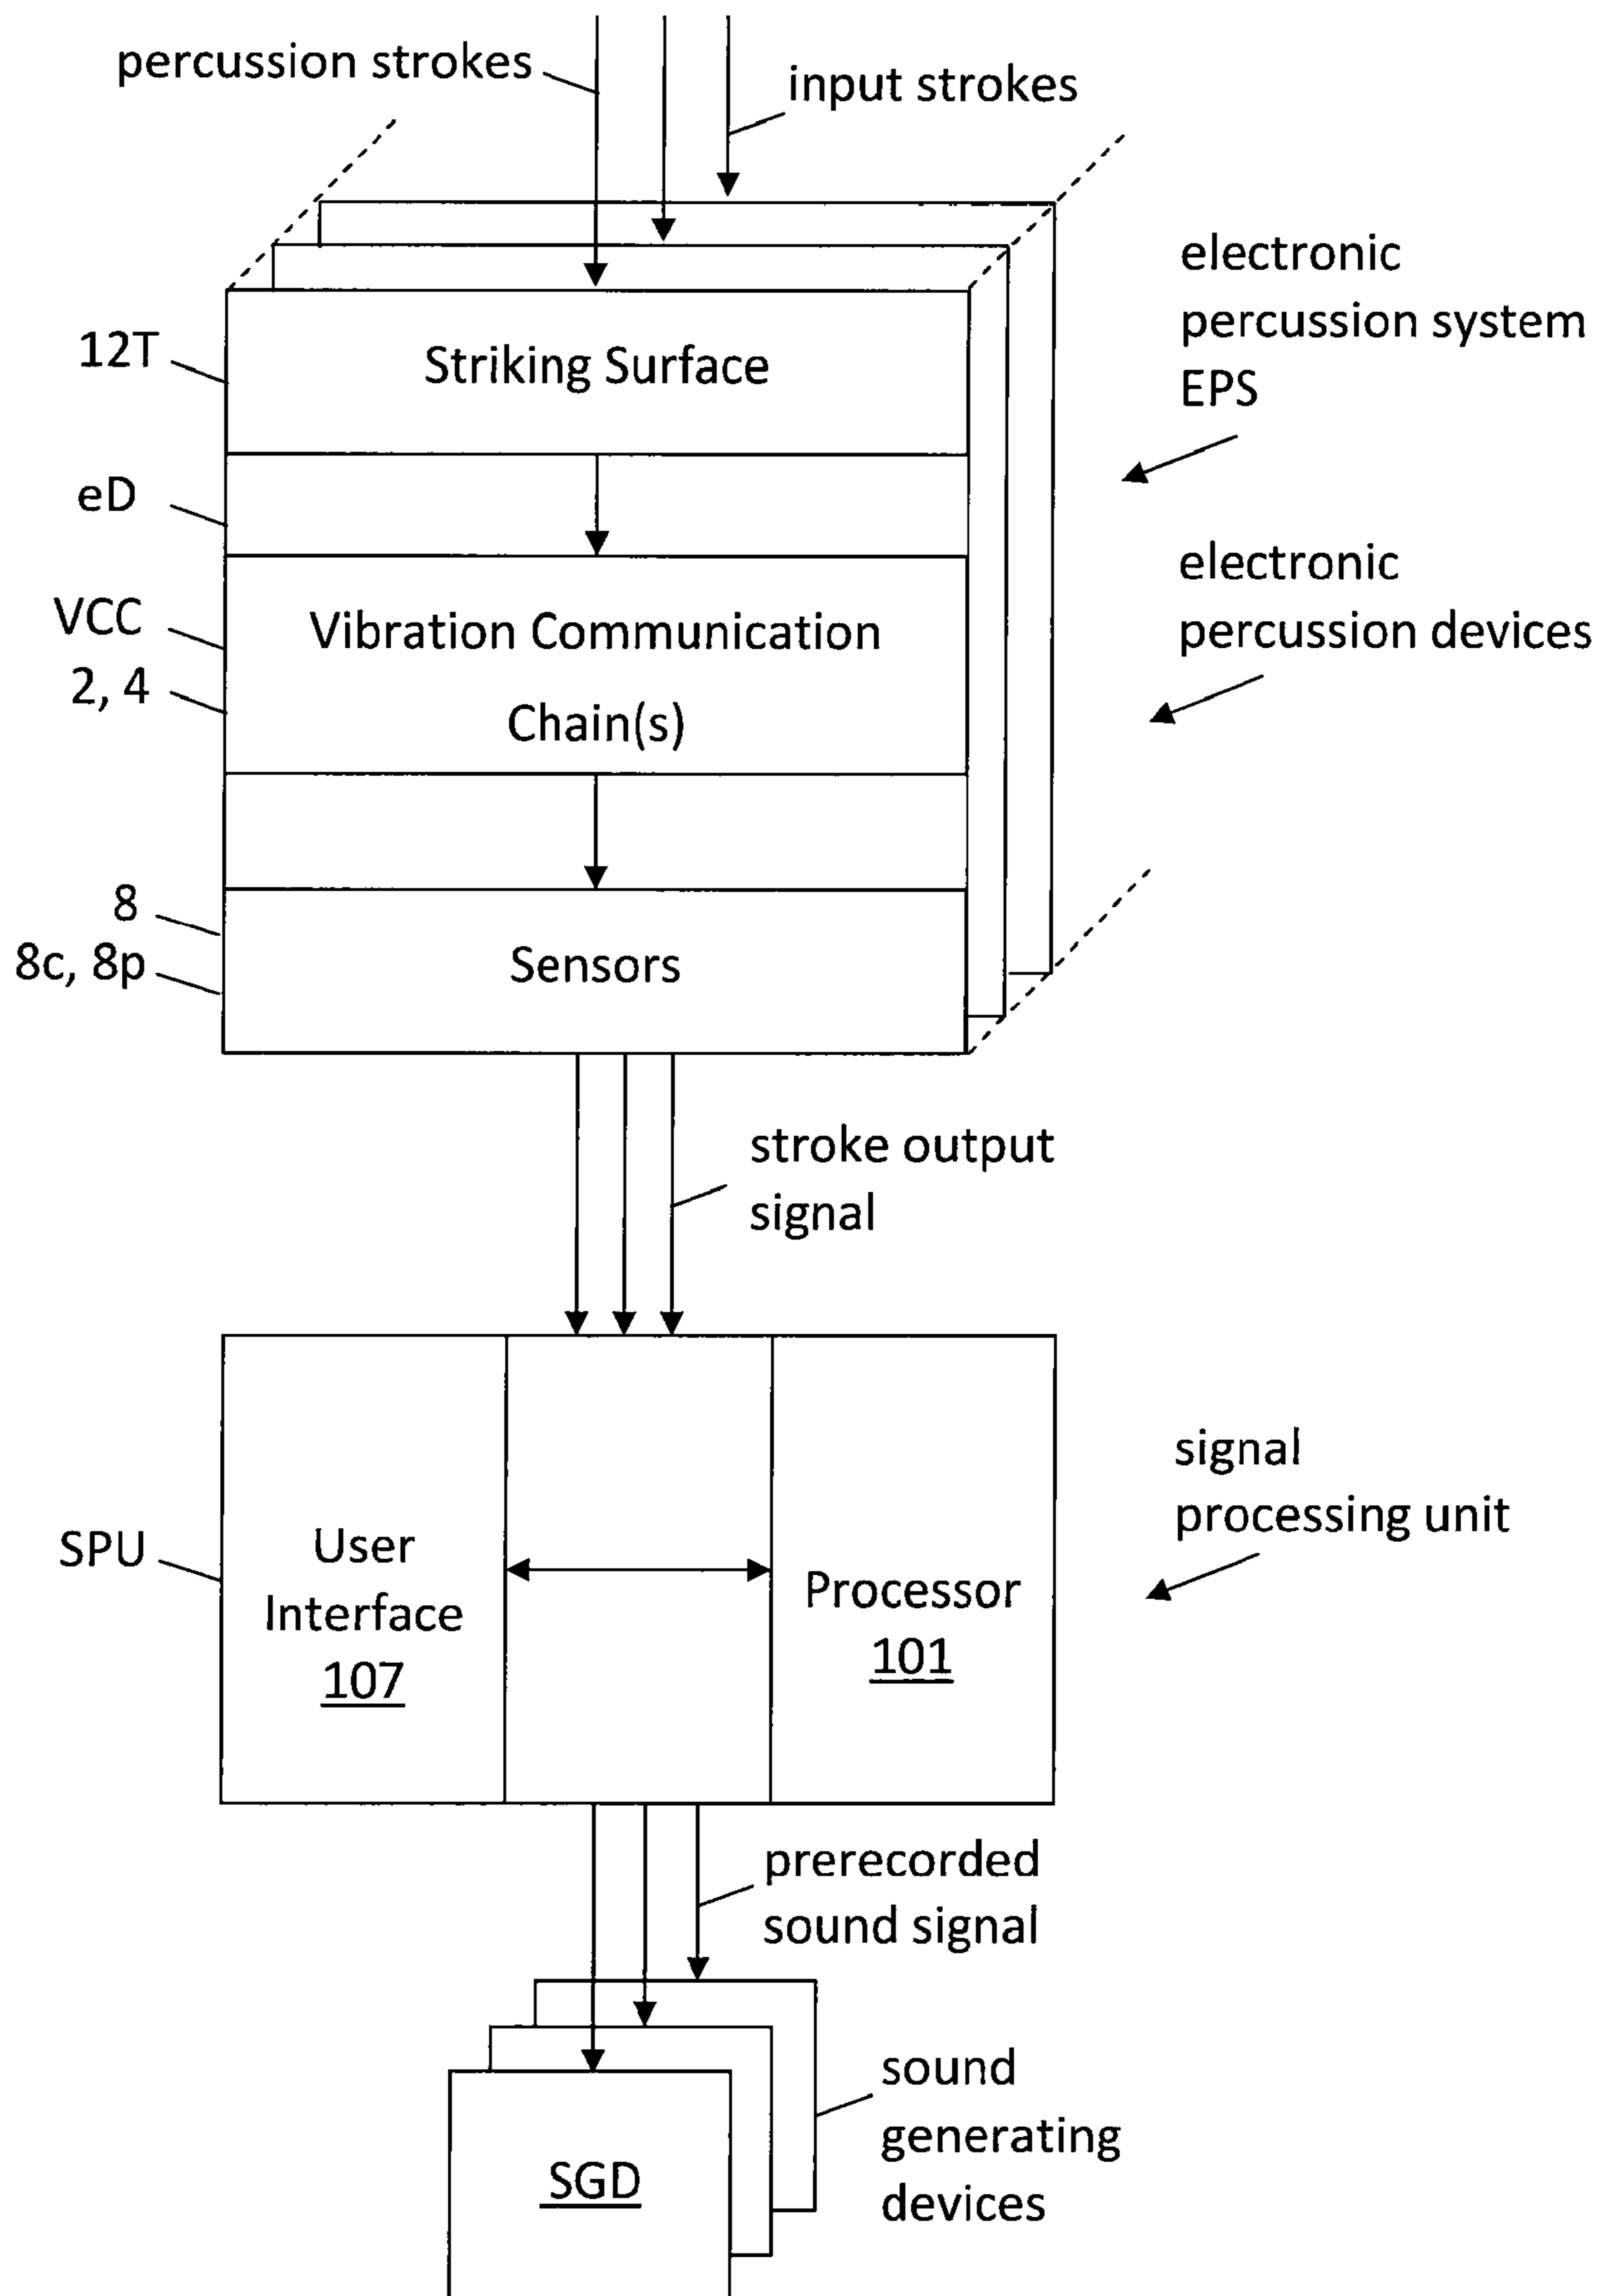 percussion strokes
input strokes
electronic
percussion system
EPS
12T
Striking Surface
eD
electronic
percussion devices
VCC
2, 4
Vibration Communication
Chain(s)
8
8c, 8p
Sensors
stroke output
signal
signal
processing unit
SPU
User
Interface
107
Processor
101
prerecorded
sound signal
sound
generating
devices
SGD